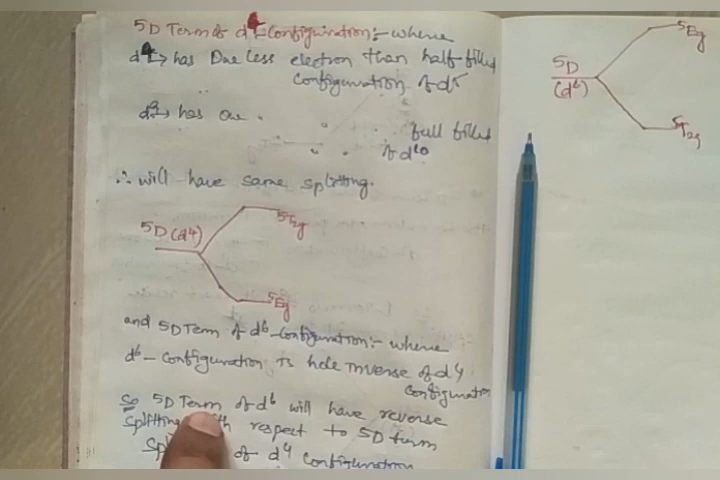 5D Term of d4-Configuration:- where
d4 → has One less electron than half-filled
configuration of d5
d9 → has one.
full filled
of d10
∴ will have same splitting.
5D (d4)
5T2g
5Eg
and 5D Term of d6-Configuration:- where
d6- Configuration is hole inverse of d4
configuration
So 5D Term of d6 will have reverse
splitting with respect to 5D term
of d4 configuration
5D
(d6)
5Eg
5T2g